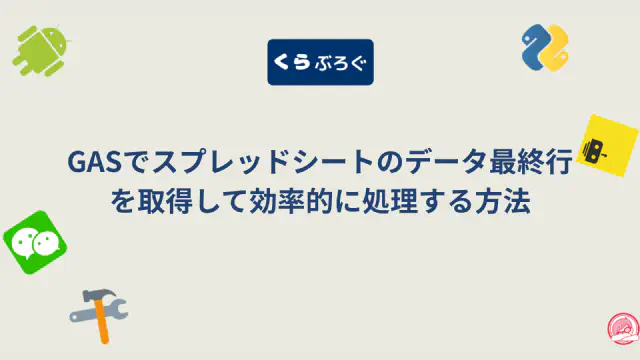 くらぶろぐ
GASでスプレッドシートのデータ最終行
を取得して効率的に処理する方法